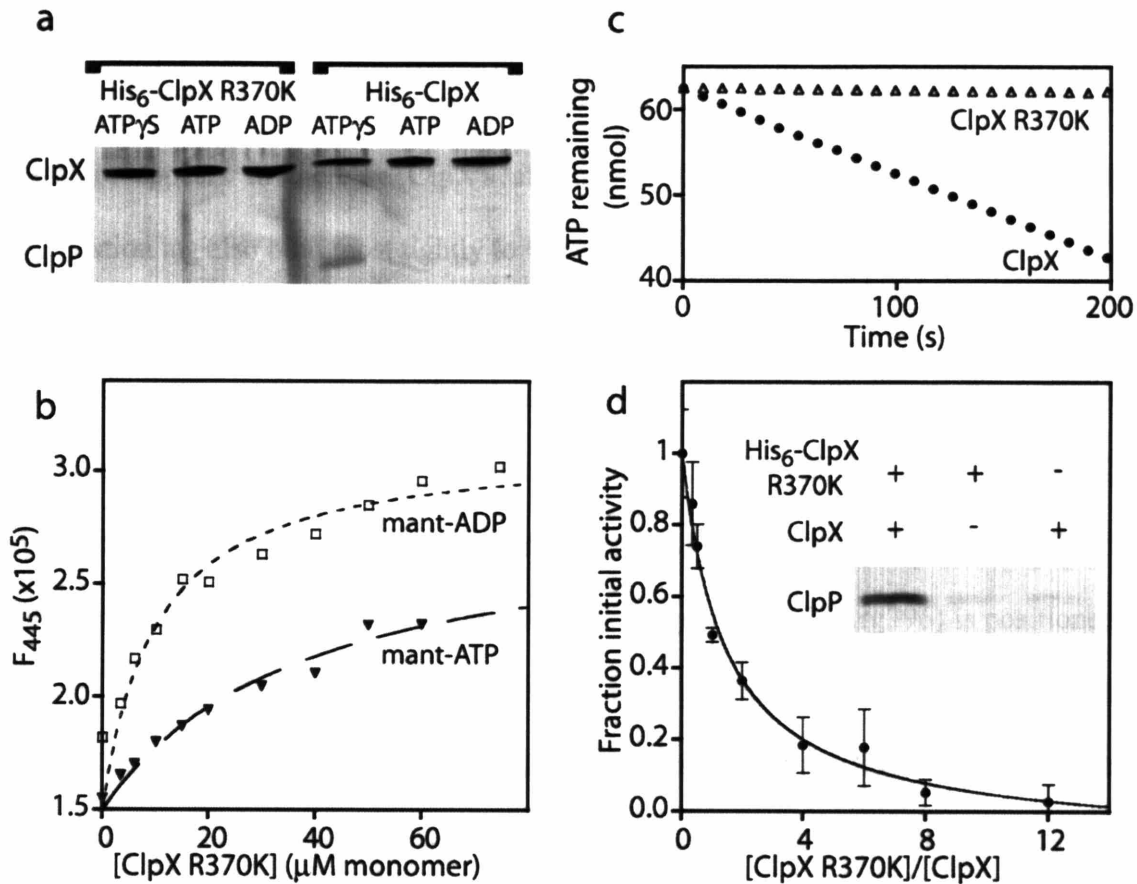 a
His6-ClpX R370K His6-ClpX
ATPγS ATP ADP ATPγS ATP ADP
ClpX
ClpP
b
F445 (x10⁵)
3.0
2.5
2.0
1.5
0 20 40 60
[ClpX R370K] (μM monomer)
mant-ADP
mant-ATP
c
ATP remaining
(nmol)
60
50
40
0 100 200
Time (s)
ClpX R370K
ClpX
d
Fraction initial activity
1
0.8
0.6
0.4
0.2
0.0
0 4 8 12
[ClpX R370K]/[ClpX]
His6-ClpX
R370K + + -
ClpX + - +
ClpP